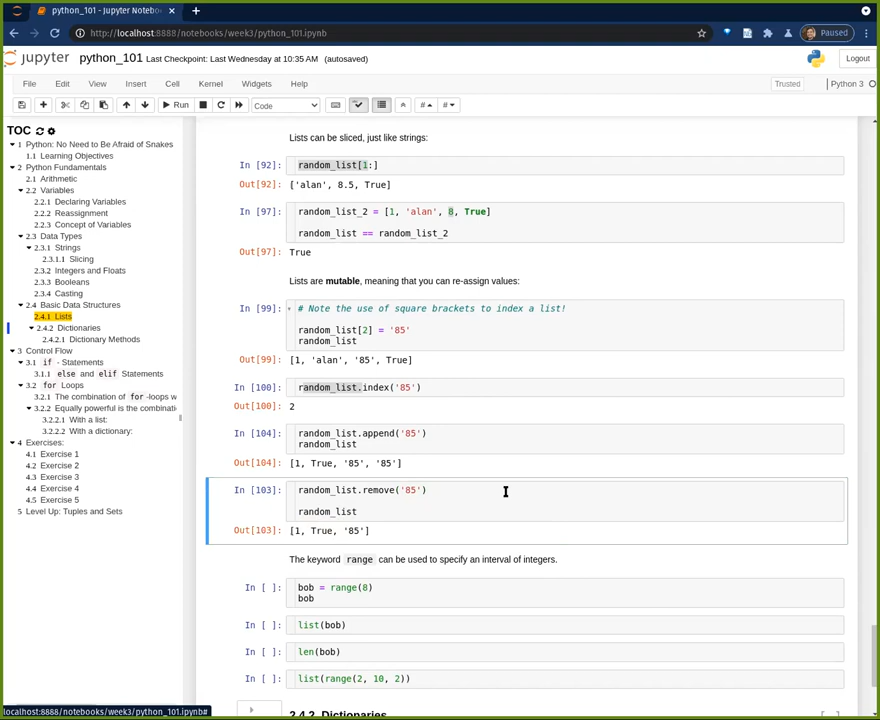 python_101 - Jupyter Noteboo
http://localhost:8888/notebooks/week3/python_101.ipynb
Paused
jupyter python_101 Last Checkpoint: Last Wednesday at 10:35 AM (autosaved)
Logout
File Edit View Insert Cell Kernel Widgets Help
Trusted
Python 3
Run
Code
TOC
1 Python: No Need to Be Afraid of Snakes
1.1 Learning Objectives
2 Python Fundamentals
2.1 Arithmetic
2.2 Variables
2.2.1 Declaring Variables
2.2.2 Reassignment
2.2.3 Concept of Variables
2.3 Data Types
2.3.1 Strings
2.3.1.1 Slicing
2.3.2 Integers and Floats
2.3.3 Booleans
2.3.4 Casting
2.4 Basic Data Structures
2.4.1 Lists
2.4.2 Dictionaries
2.4.2.1 Dictionary Methods
3 Control Flow
3.1 if - Statements
3.1.1 else and elif Statements
3.2 for Loops
3.2.1 The combination of for -loops w
3.2.2 Equally powerful is the combinati
3.2.2.1 With a list:
3.2.2.2 With a dictionary:
4 Exercises:
4.1 Exercise 1
4.2 Exercise 2
4.3 Exercise 3
4.4 Exercise 4
4.5 Exercise 5
5 Level Up: Tuples and Sets
Lists can be sliced, just like strings:
In [92]: random_list[1:]
Out[92]: ['alan', 8.5, True]
In [97]: random_list_2 = [1, 'alan', 8, True]
random_list == random_list_2
Out[97]: True
Lists are mutable, meaning that you can re-assign values:
In [99]: # Note the use of square brackets to index a list!
random_list[2] = '85'
random_list
Out[99]: [1, 'alan', '85', True]
In [100]: random_list.index('85')
Out[100]: 2
In [104]: random_list.append('85')
random_list
Out[104]: [1, True, '85', '85']
In [103]: random_list.remove('85')
random_list
Out[103]: [1, True, '85']
The keyword range can be used to specify an interval of integers.
In [ ]: bob = range(8)
bob
In [ ]: list(bob)
In [ ]: len(bob)
In [ ]: list(range(2, 10, 2))
2.4.2 Dictionaries
localhost:8888/notebooks/week3/python_101.ipynb#